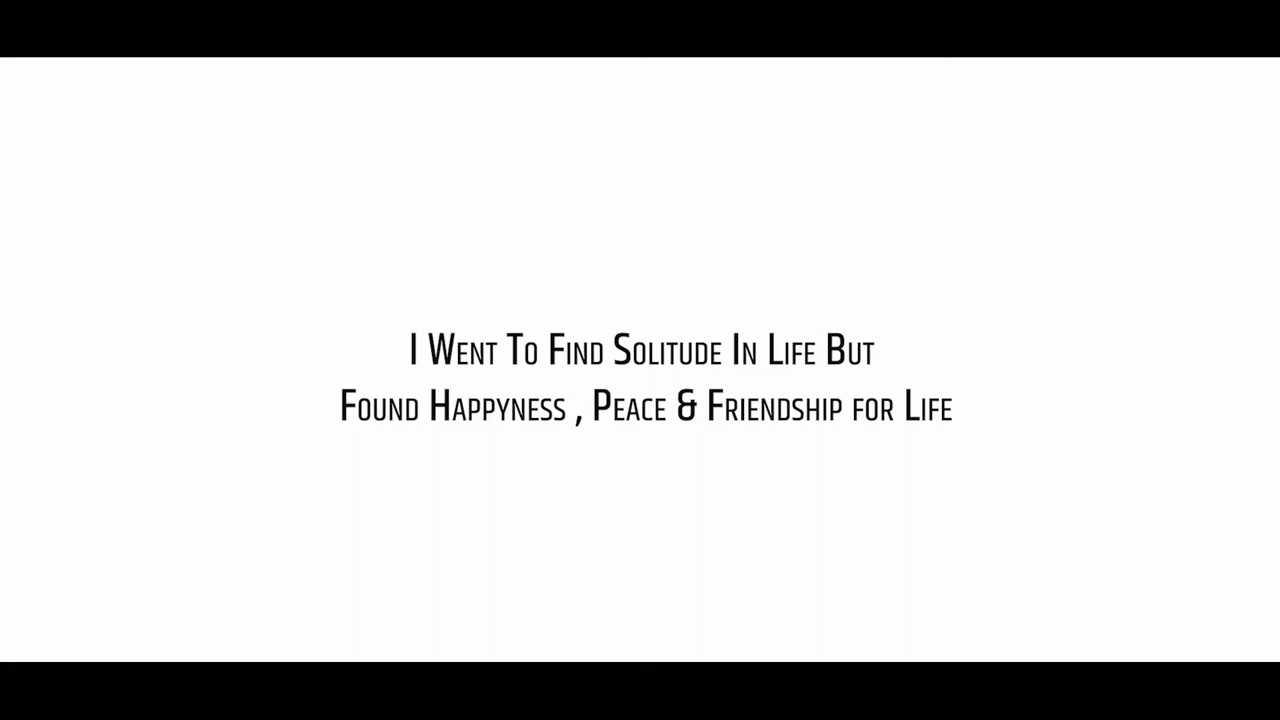 I Went To Find Solitude In Life But
Found Happyness , Peace & Friendship for Life